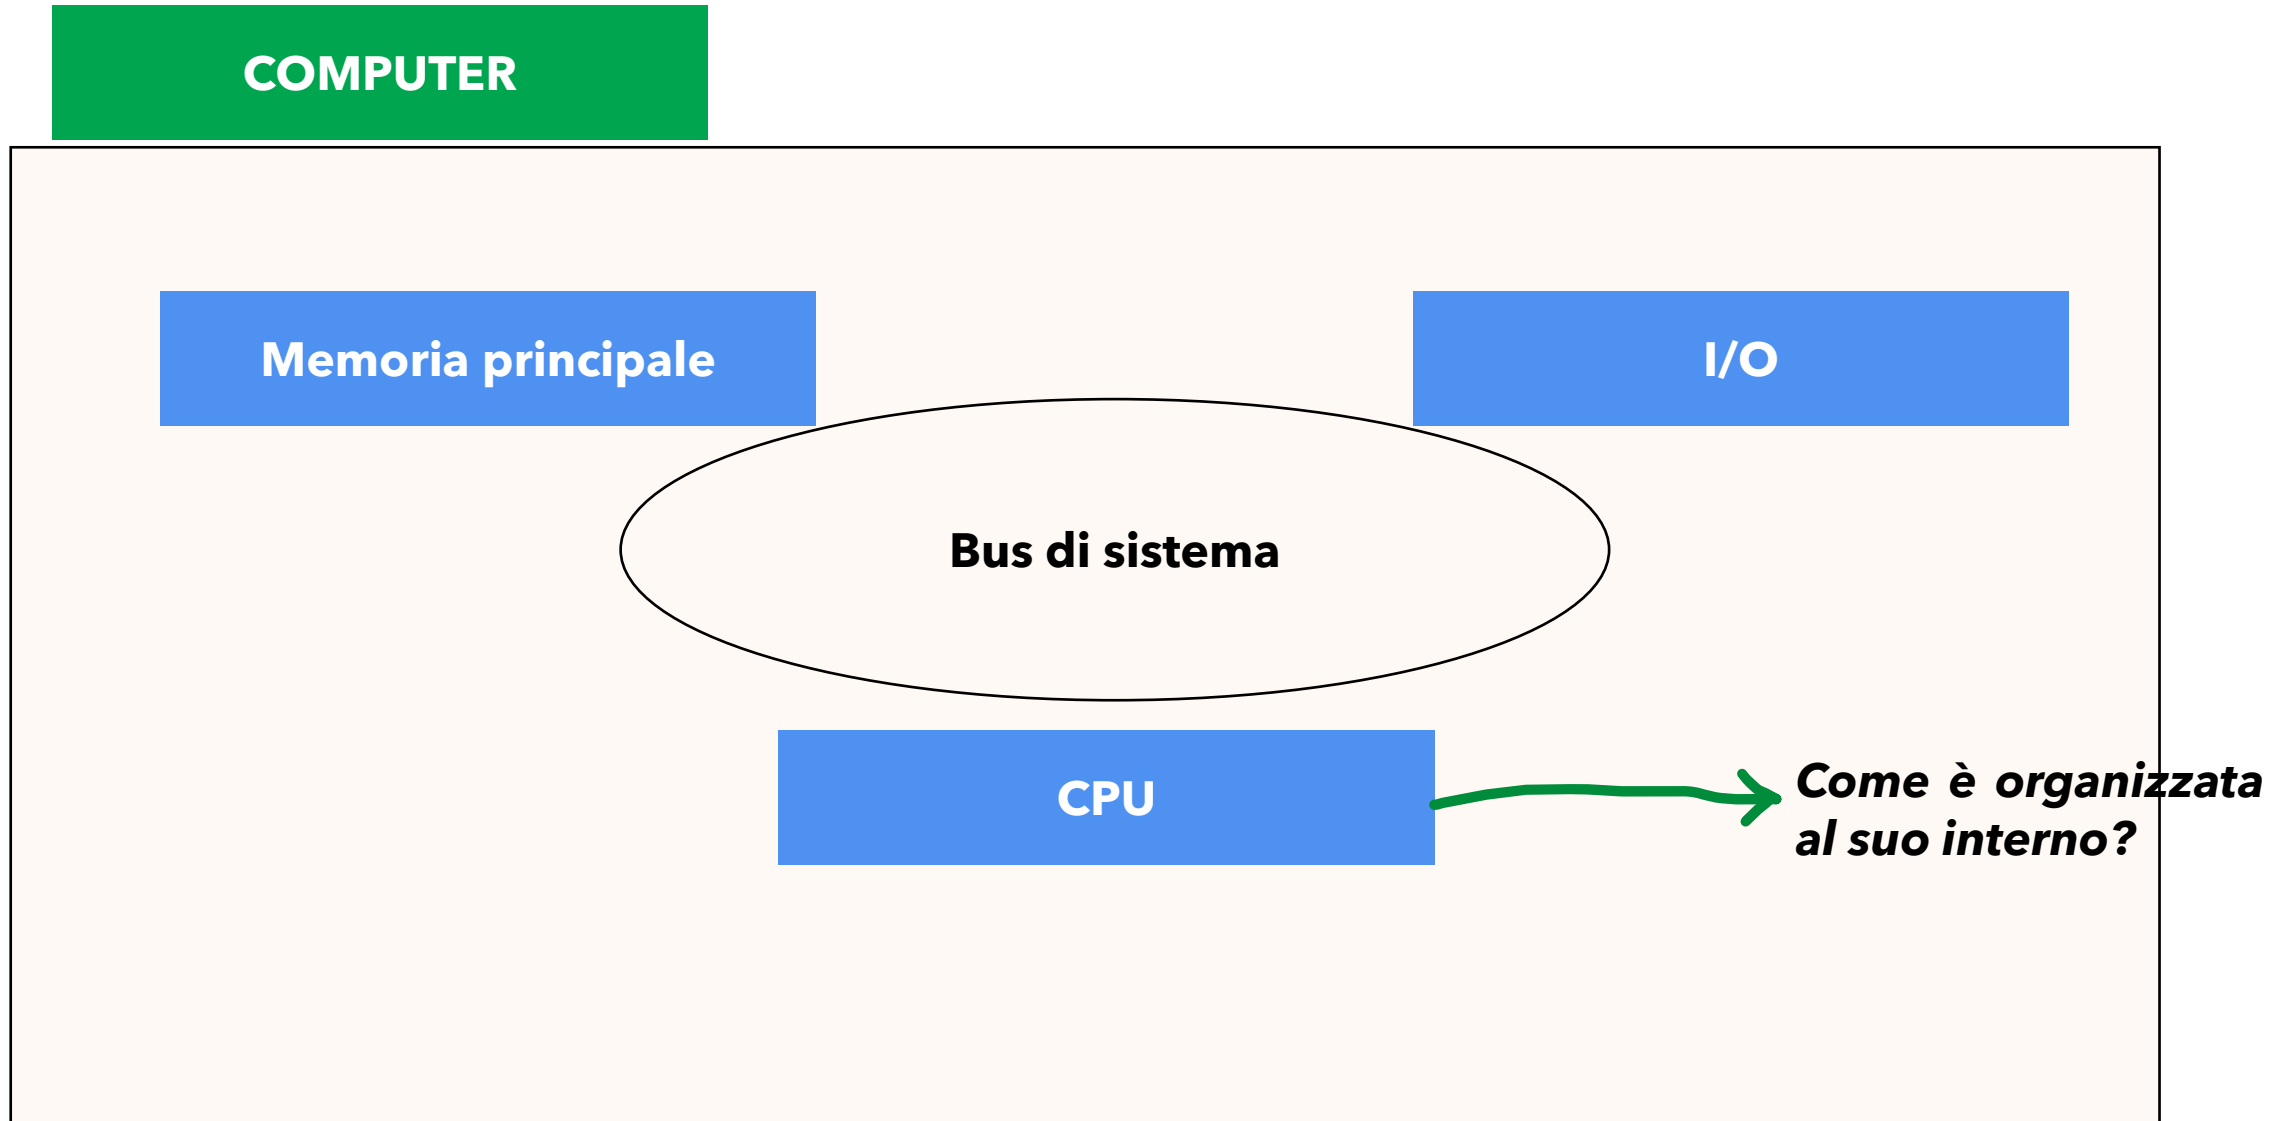 COMPUTER
Memoria principale
I/O
Bus di sistema
CPU
Come è organizzata
al suo interno?